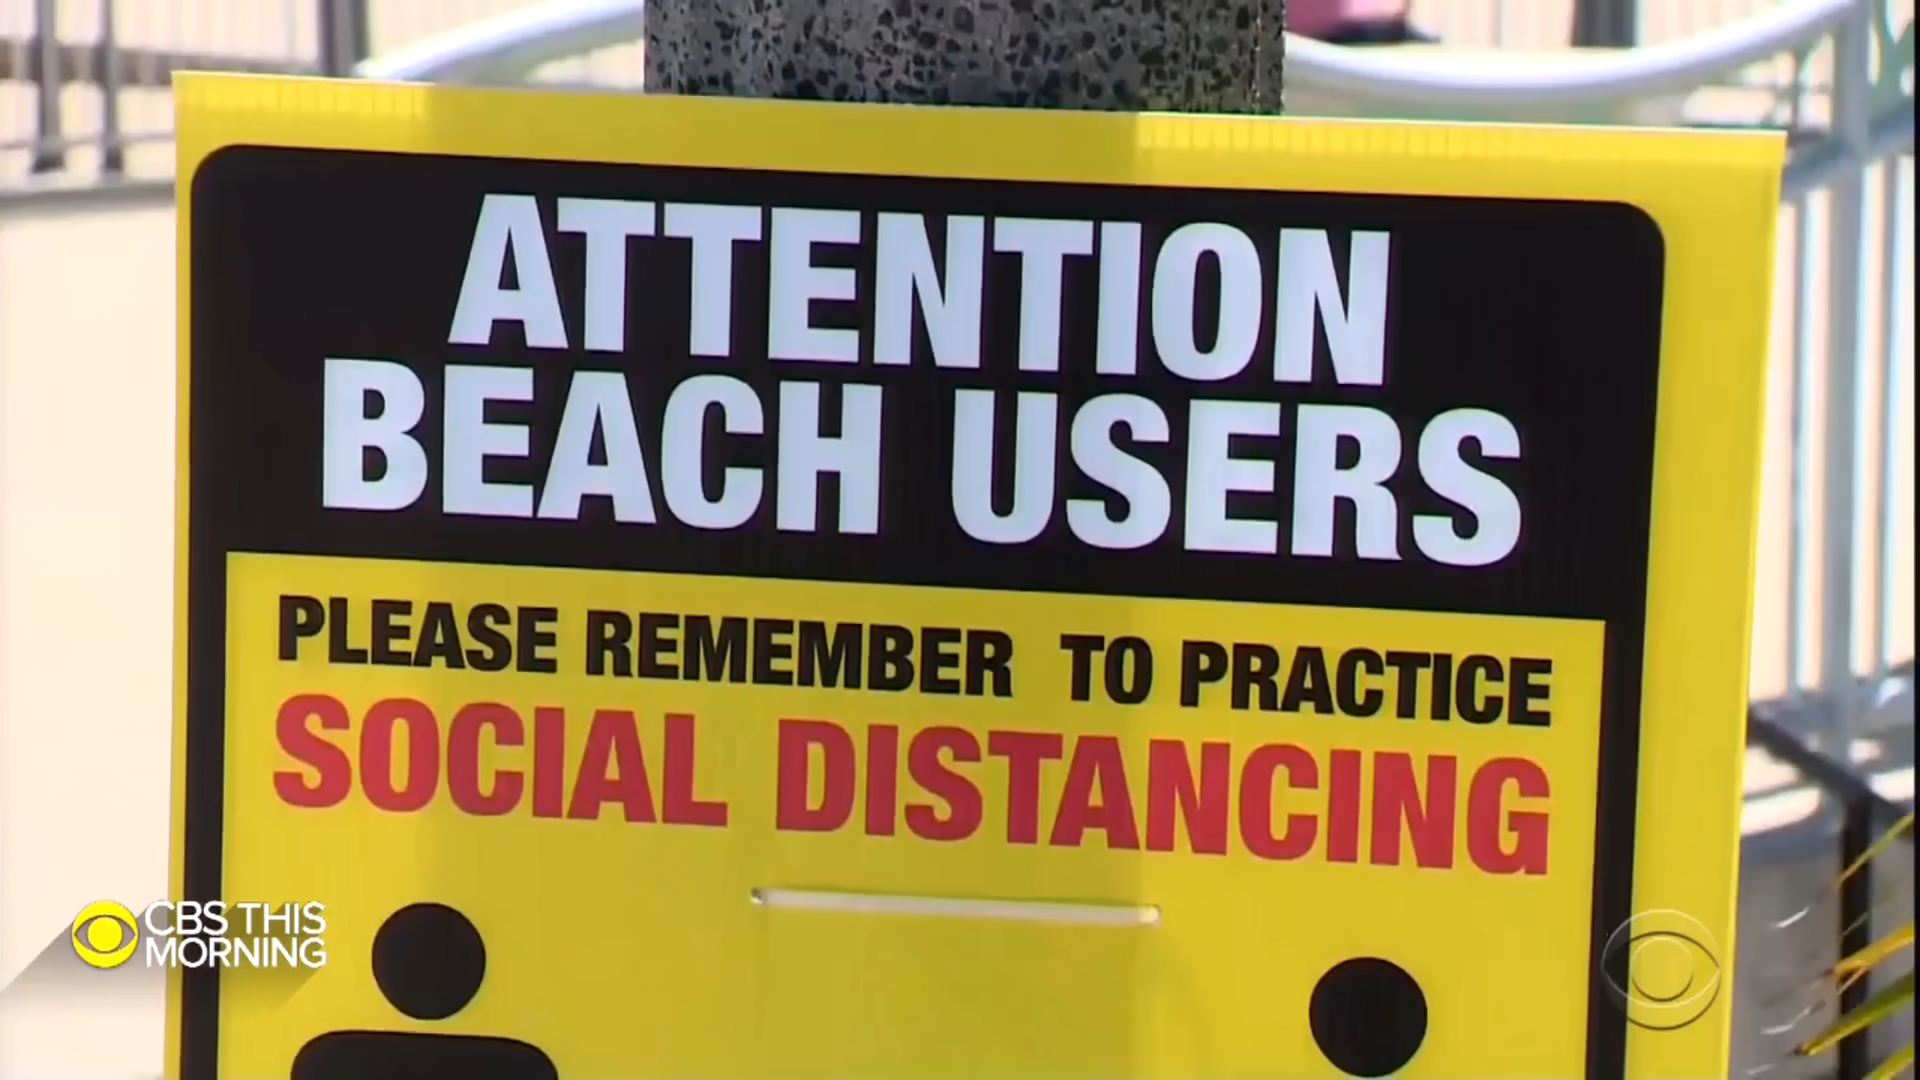 ATTENTION
BEACH USERS
PLEASE REMEMBER TO PRACTICE
SOCIAL DISTANCING
CBS THIS
MORNING